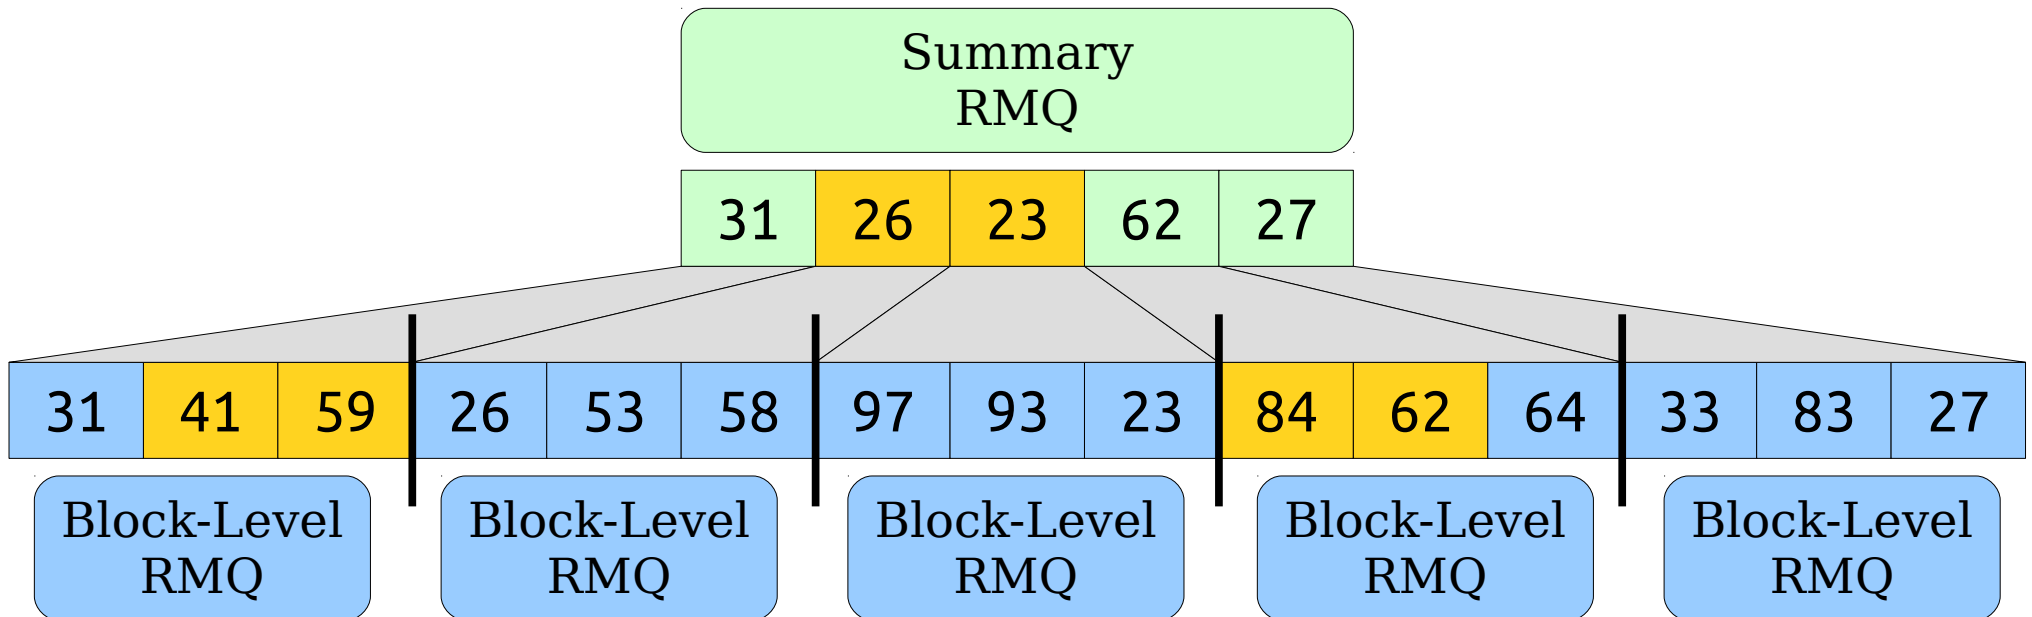 Summary
RMQ
31 26 23 62 27
31 41 59 26 53 58 97 93 23 84 62 64 33 83 27
Block-Level Block-Level Block-Level Block-Level Block-Level
RMQ RMQ RMQ RMQ RMQ